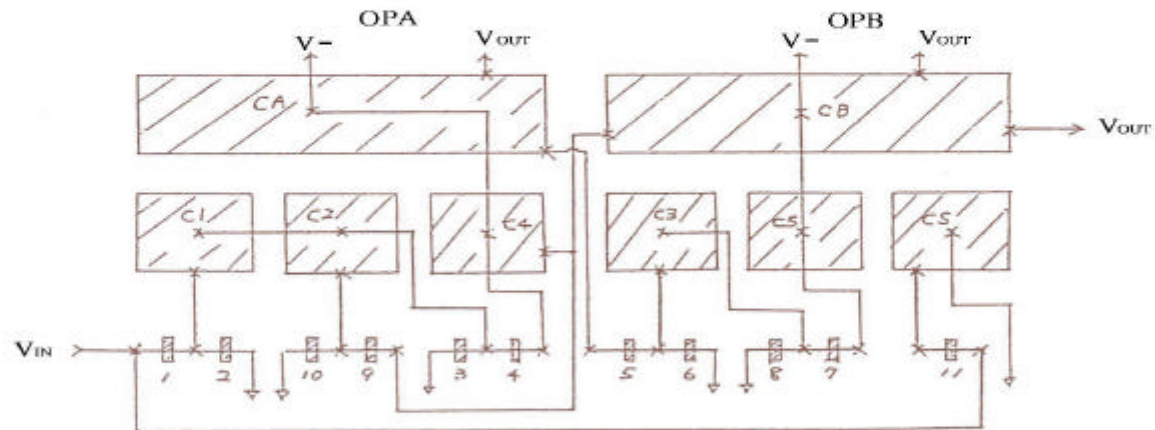 OPA OPB
V- VOUT V- VOUT
CA CB VOUT
C1 C2 C4 C3 C5 C5
VIN
1 2 10 9 3 4 5 6 8 7 11